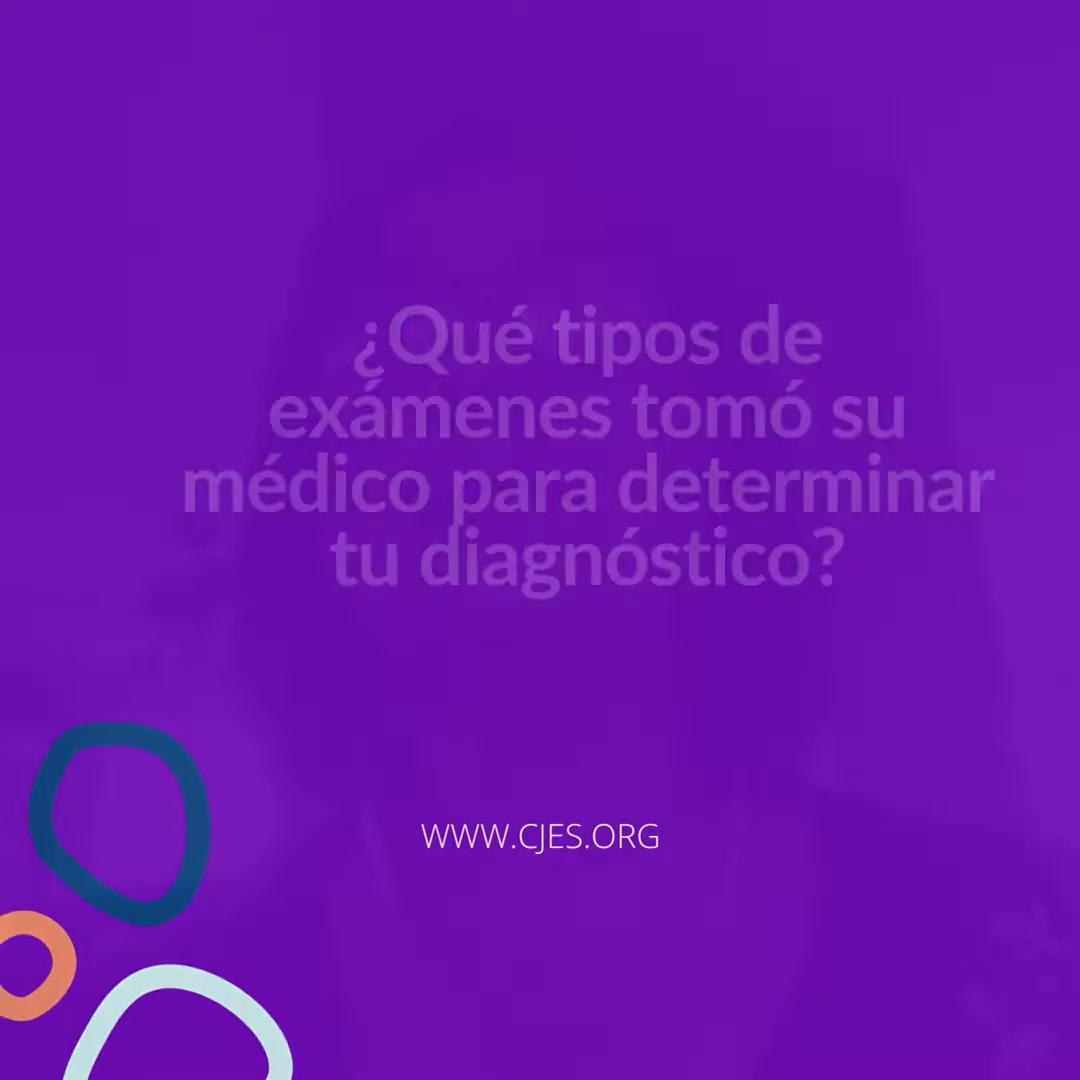 ¿Qué tipos de
exámenes tomó su
médico para determinar
tu diagnóstico?
WWW.CJES.ORG